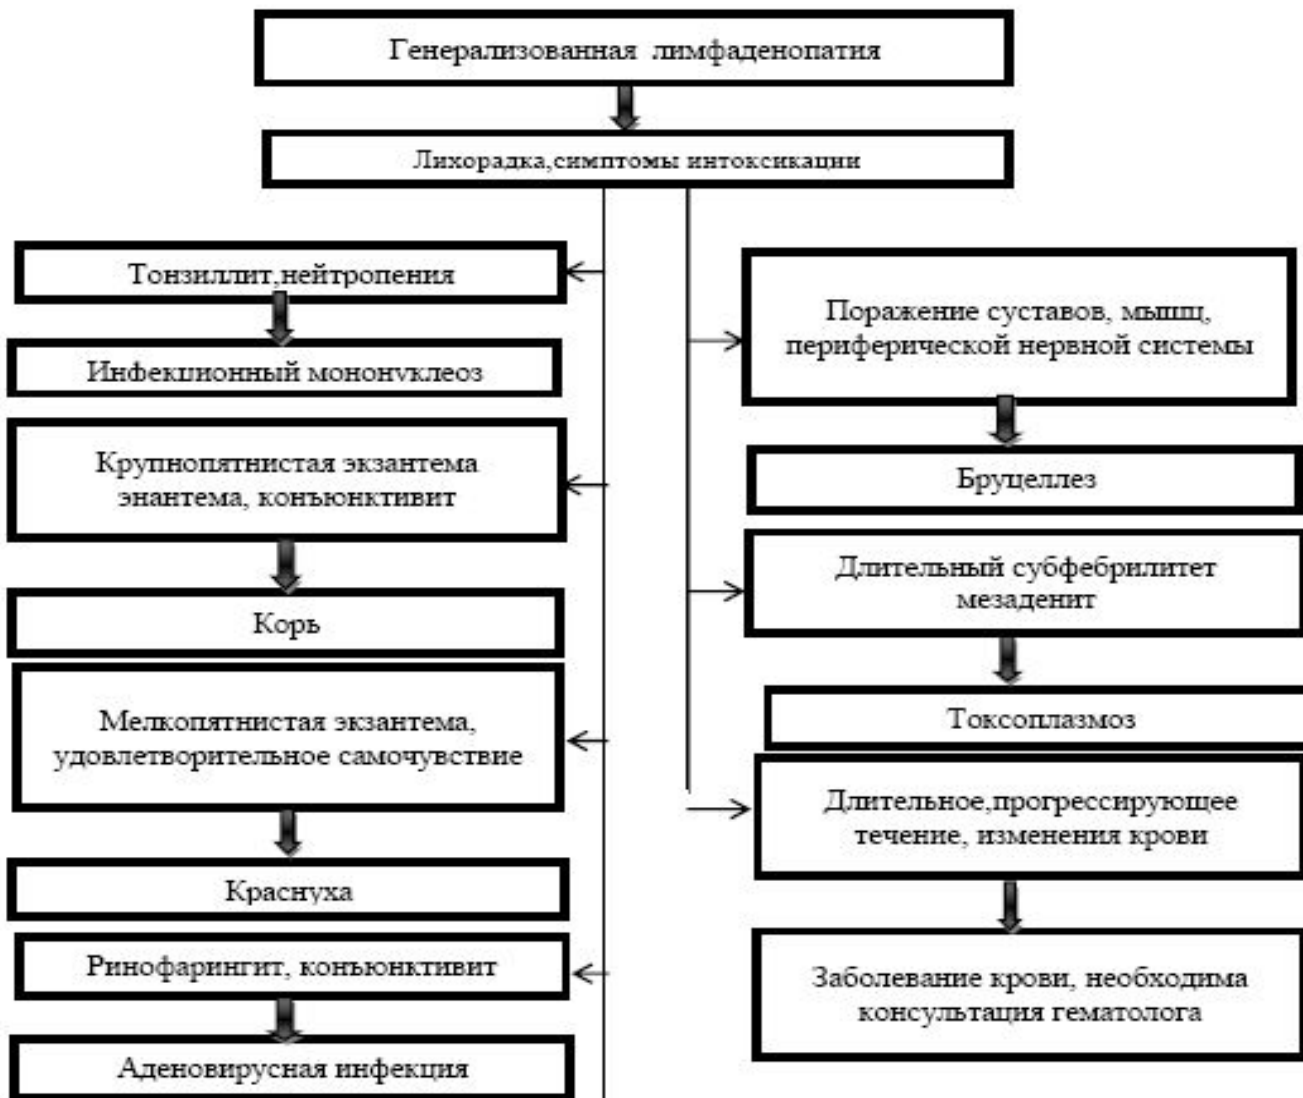 Генерализованная лимфаденопатия
Лихорадка,симптомы интоксикации
Тонзиллит,нейтропения
Инфекционный мононуклеоз
Крупнопятнистая экзантема
энантема, конъюнктивит
Корь
Мелкопятнистая экзантема,
удовлетворительное самочувствие
Краснуха
Ринофарингит, конъюнктивит
Аденовирусная инфекция
Поражение суставов, мышц,
периферической нервной системы
Бруцеллез
Длительный субфебрилитет
мезаденит
Токсоплазмоз
Длительное,прогрессирующее
течение, изменения крови
Заболевание крови, необходима
консультация гематолога